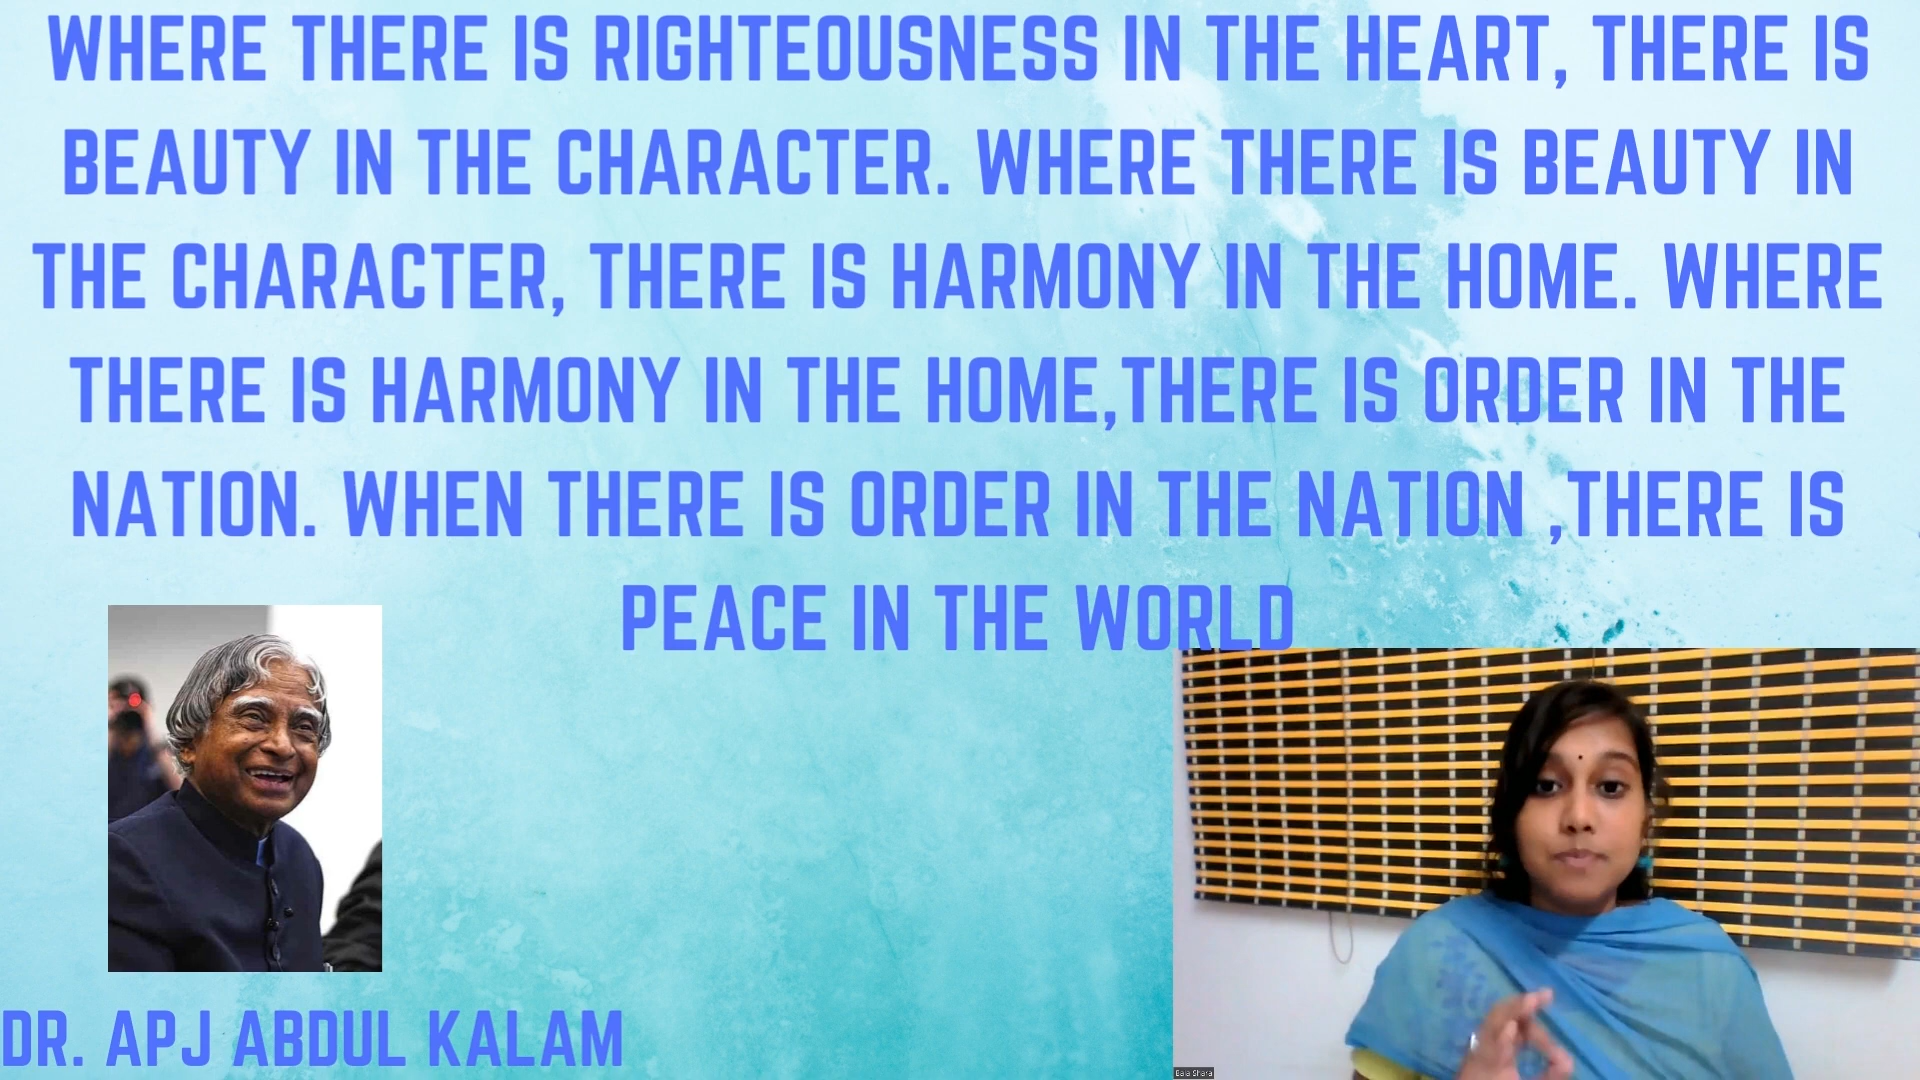 WHERE THERE IS RIGHTEOUSNESS IN THE HEART, THERE IS
BEAUTY IN THE CHARACTER. WHERE THERE IS BEAUTY IN
THE CHARACTER, THERE IS HARMONY IN THE HOME. WHERE
THERE IS HARMONY IN THE HOME,THERE IS ORDER IN THE
NATION. WHEN THERE IS ORDER IN THE NATION ,THERE IS
PEACE IN THE WORLD
DR. APJ ABDUL KALAM